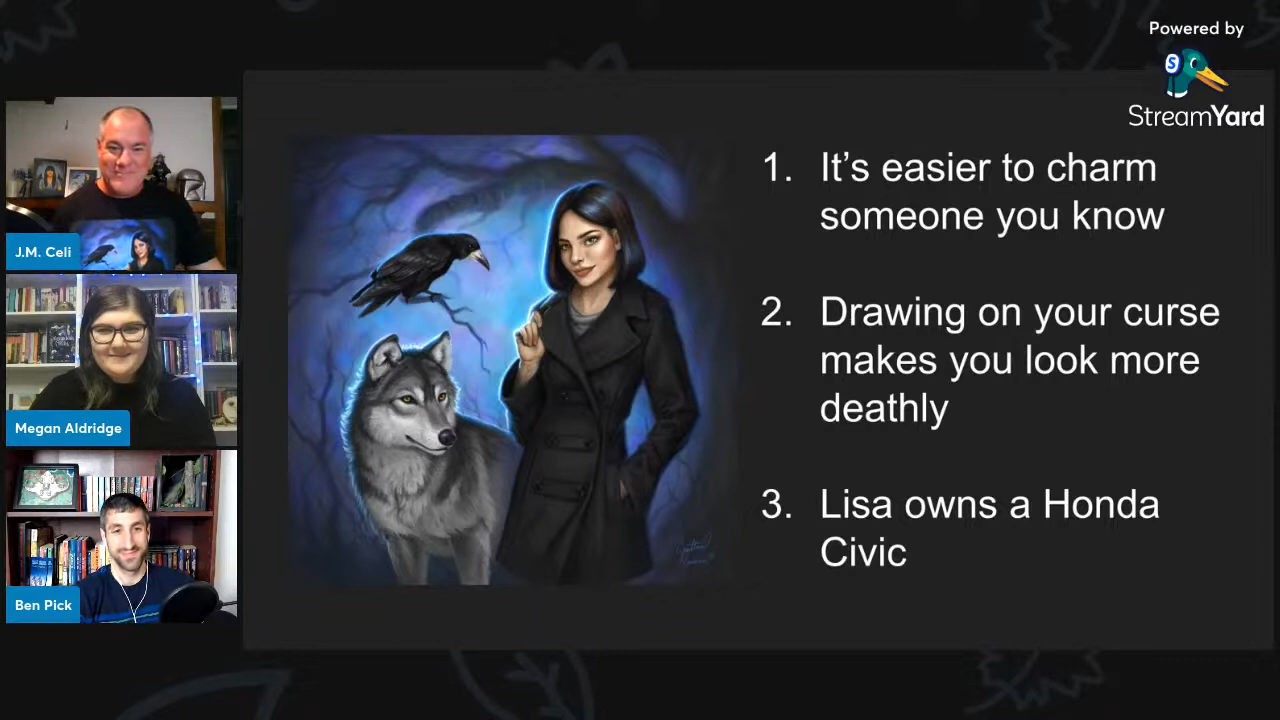 Powered by
S
StreamYard
J.M. Celi
Megan Aldridge
Ben Pick
1. It’s easier to charm
someone you know
2. Drawing on your curse
makes you look more
deathly
3. Lisa owns a Honda
Civic